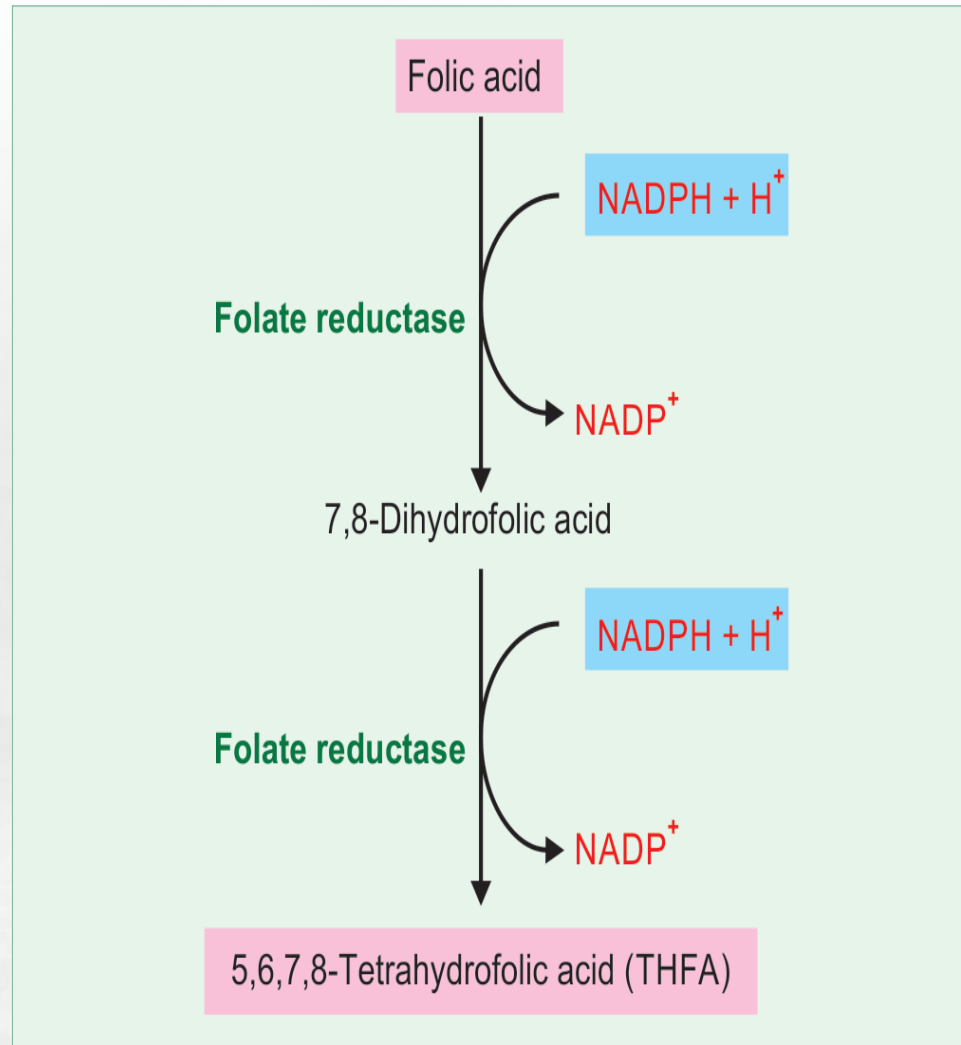 Folic acid
NADPH + H⁺
Folate reductase
NADP⁺
7,8-Dihydrofolic acid
NADPH + H⁺
Folate reductase
NADP⁺
5,6,7,8-Tetrahydrofolic acid (THFA)